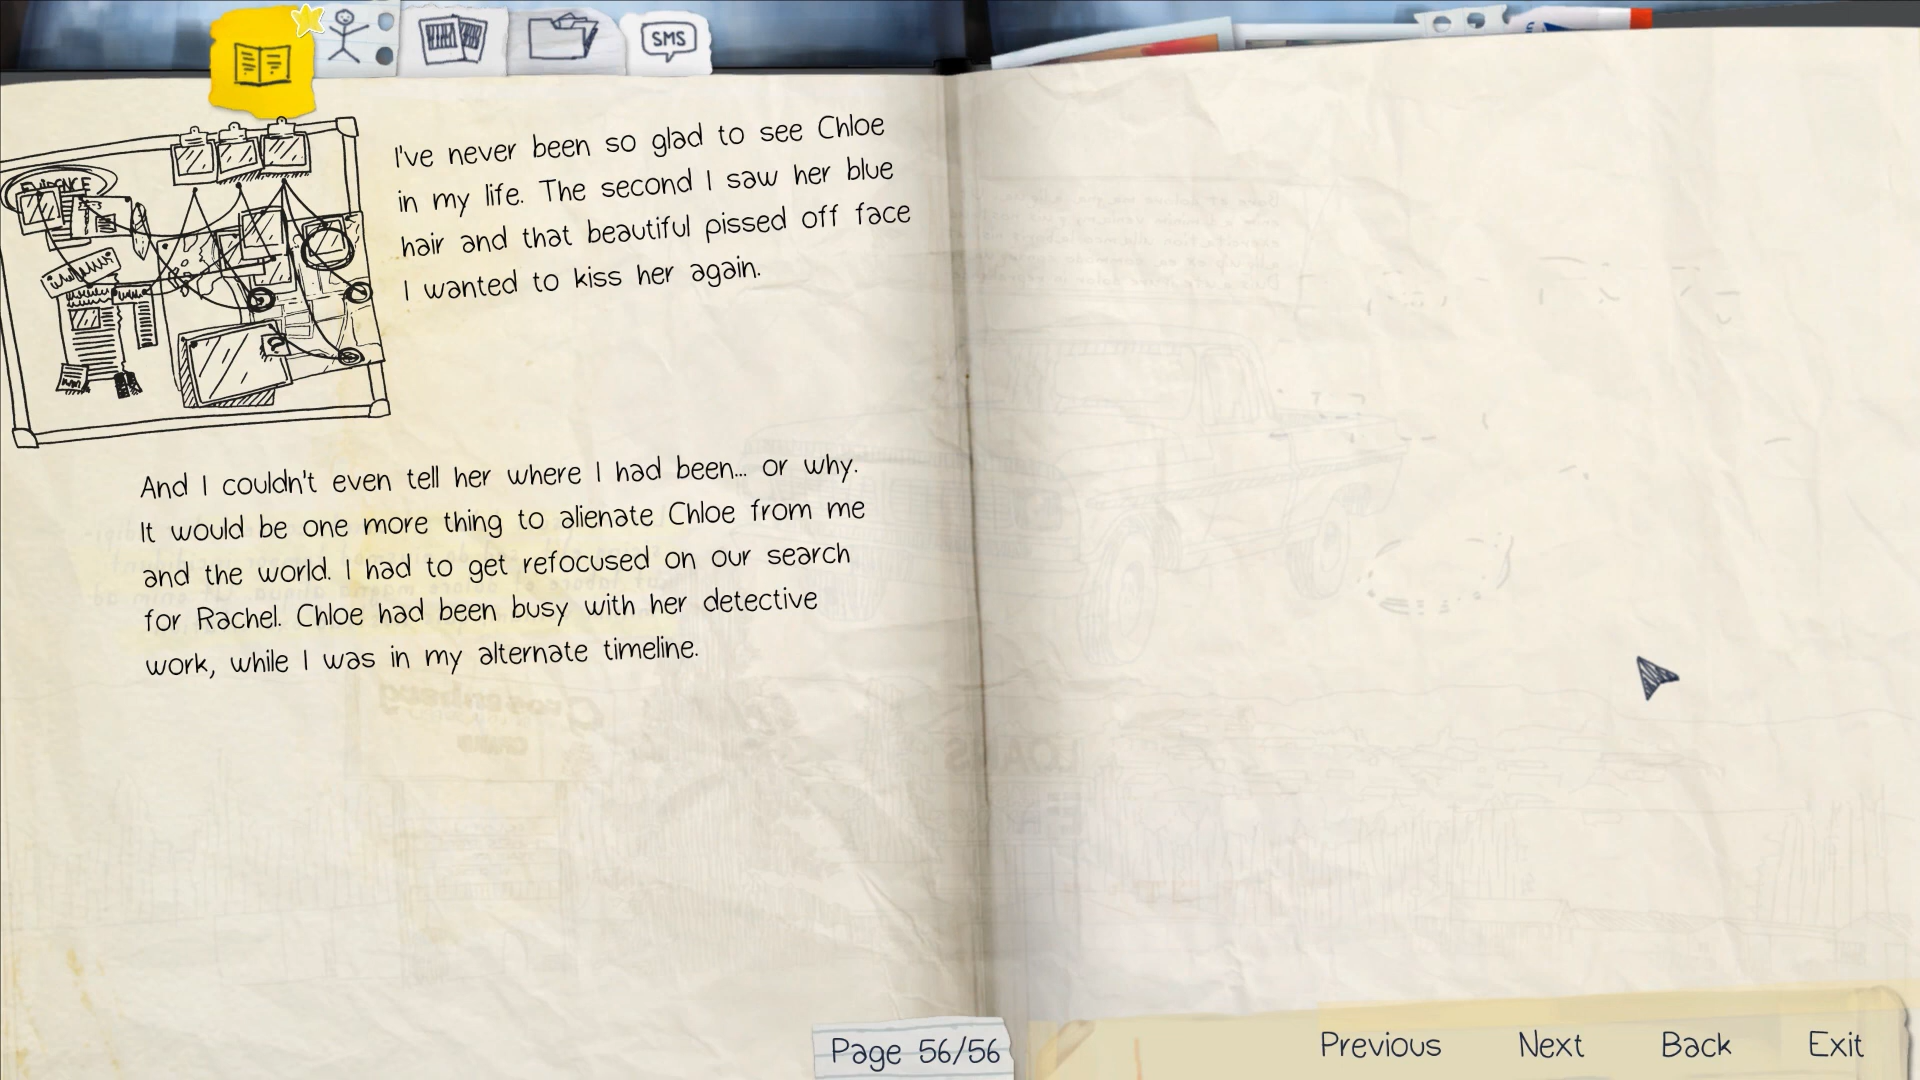 SMS
EVIDENCE
I've never been so glad to see Chloe
in my life. The second I saw her blue
hair and that beautiful pissed off face
I wanted to kiss her again.
And I couldn't even tell her where I had been... or why.
It would be one more thing to alienate Chloe from me
and the world. I had to get refocused on our search
for Rachel. Chloe had been busy with her detective
work, while I was in my alternate timeline.
Page 56/56
Previous
Next
Back
Exit